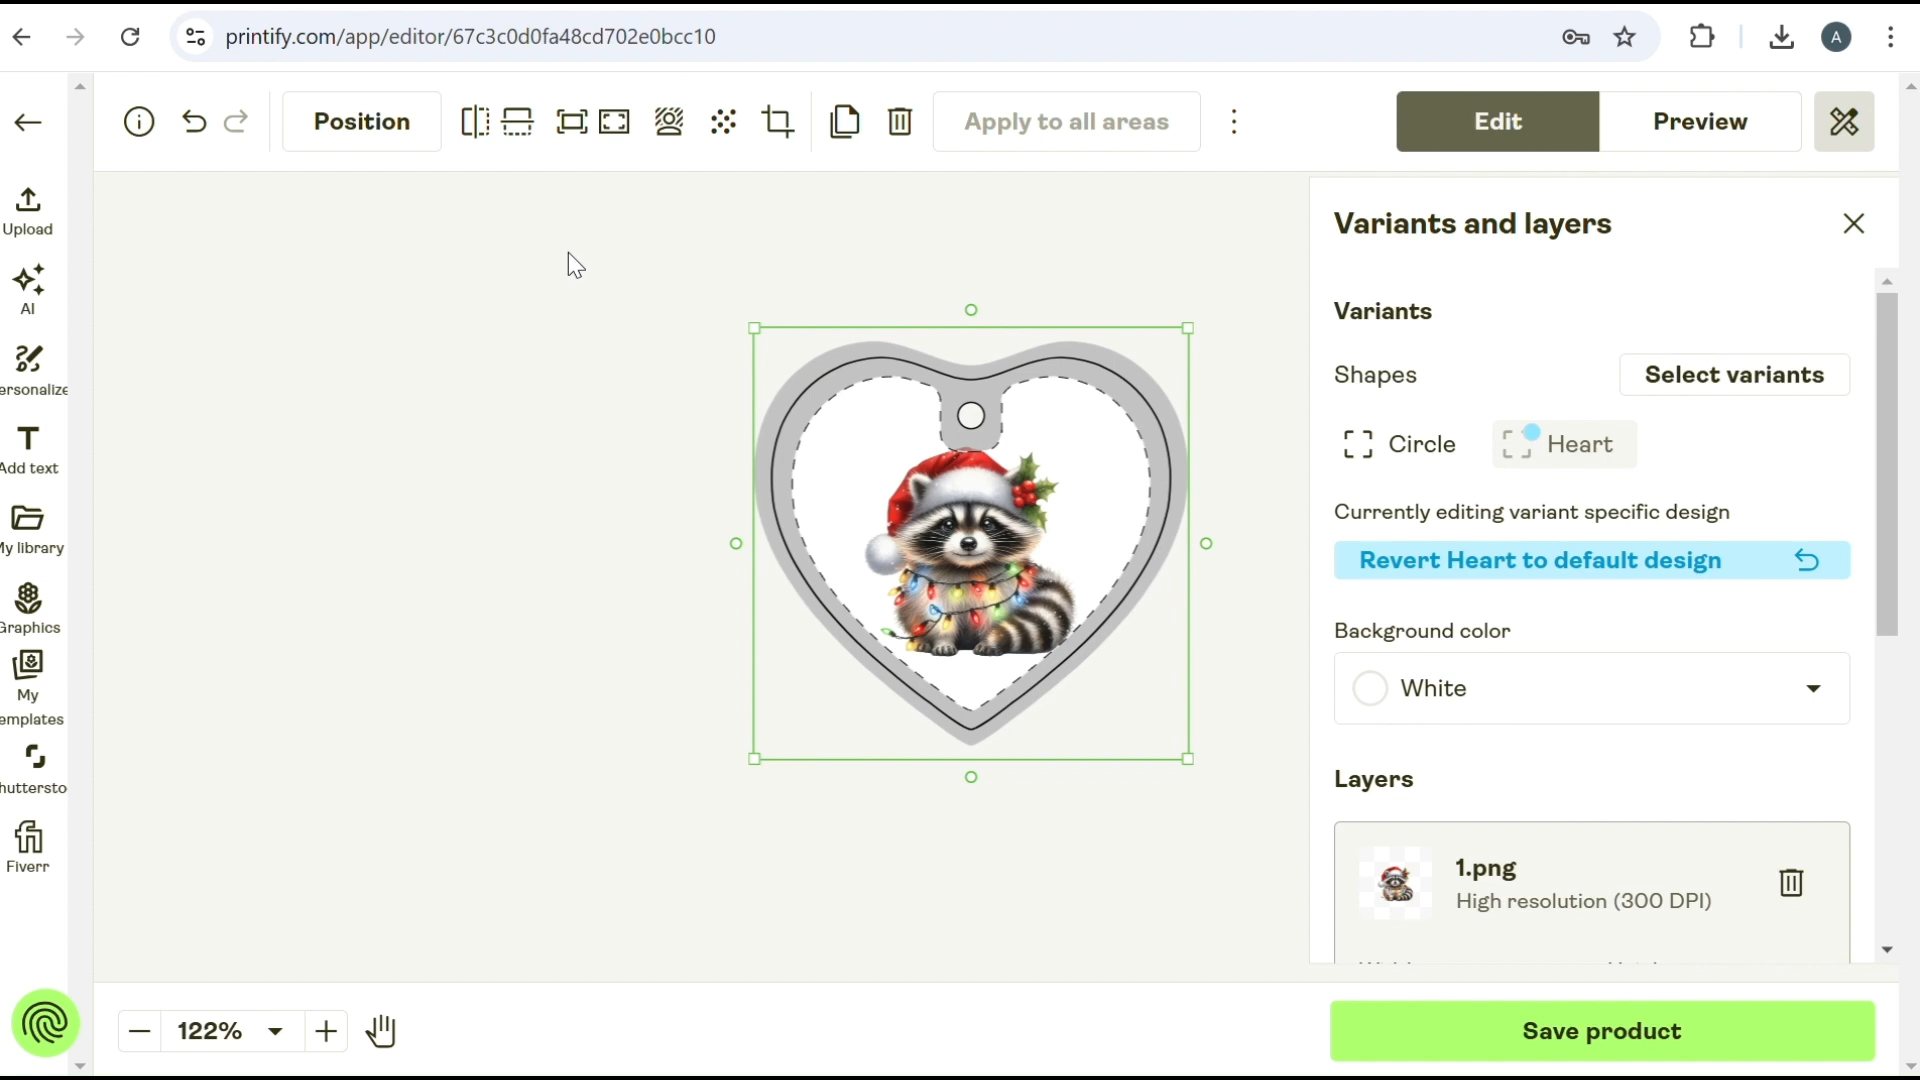 printify.com/app/editor/67c3c0d0fa48cd702e0bcc10
A
Position
Apply to all areas
Edit
Preview
Upload
AI
ersonalize
Add text
My library
Graphics
My
emplates
huttersto
Fiverr
Variants and layers
Variants
Shapes
Select variants
Circle
Heart
Currently editing variant specific design
Revert Heart to default design
Background color
White
Layers
1.png
High resolution (300 DPI)
122%
Save product